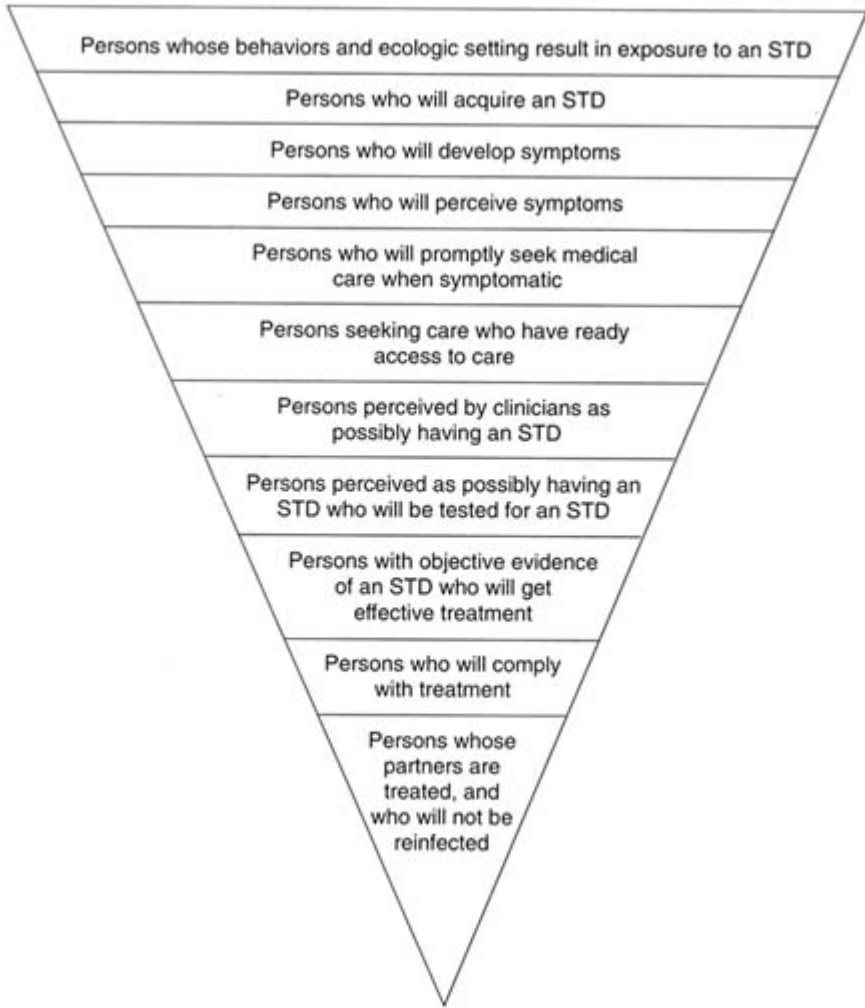 Persons whose behaviors and ecologic setting result in exposure to an STD
Persons who will acquire an STD
Persons who will develop symptoms
Persons who will perceive symptoms
Persons who will promptly seek medical
care when symptomatic
Persons seeking care who have ready
access to care
Persons perceived by clinicians as
possibly having an STD
Persons perceived as possibly having an
STD who will be tested for an STD
Persons with objective evidence
of an STD who will get
effective treatment
Persons who will comply
with treatment
Persons whose
partners are
treated, and
who will not be
reinfected